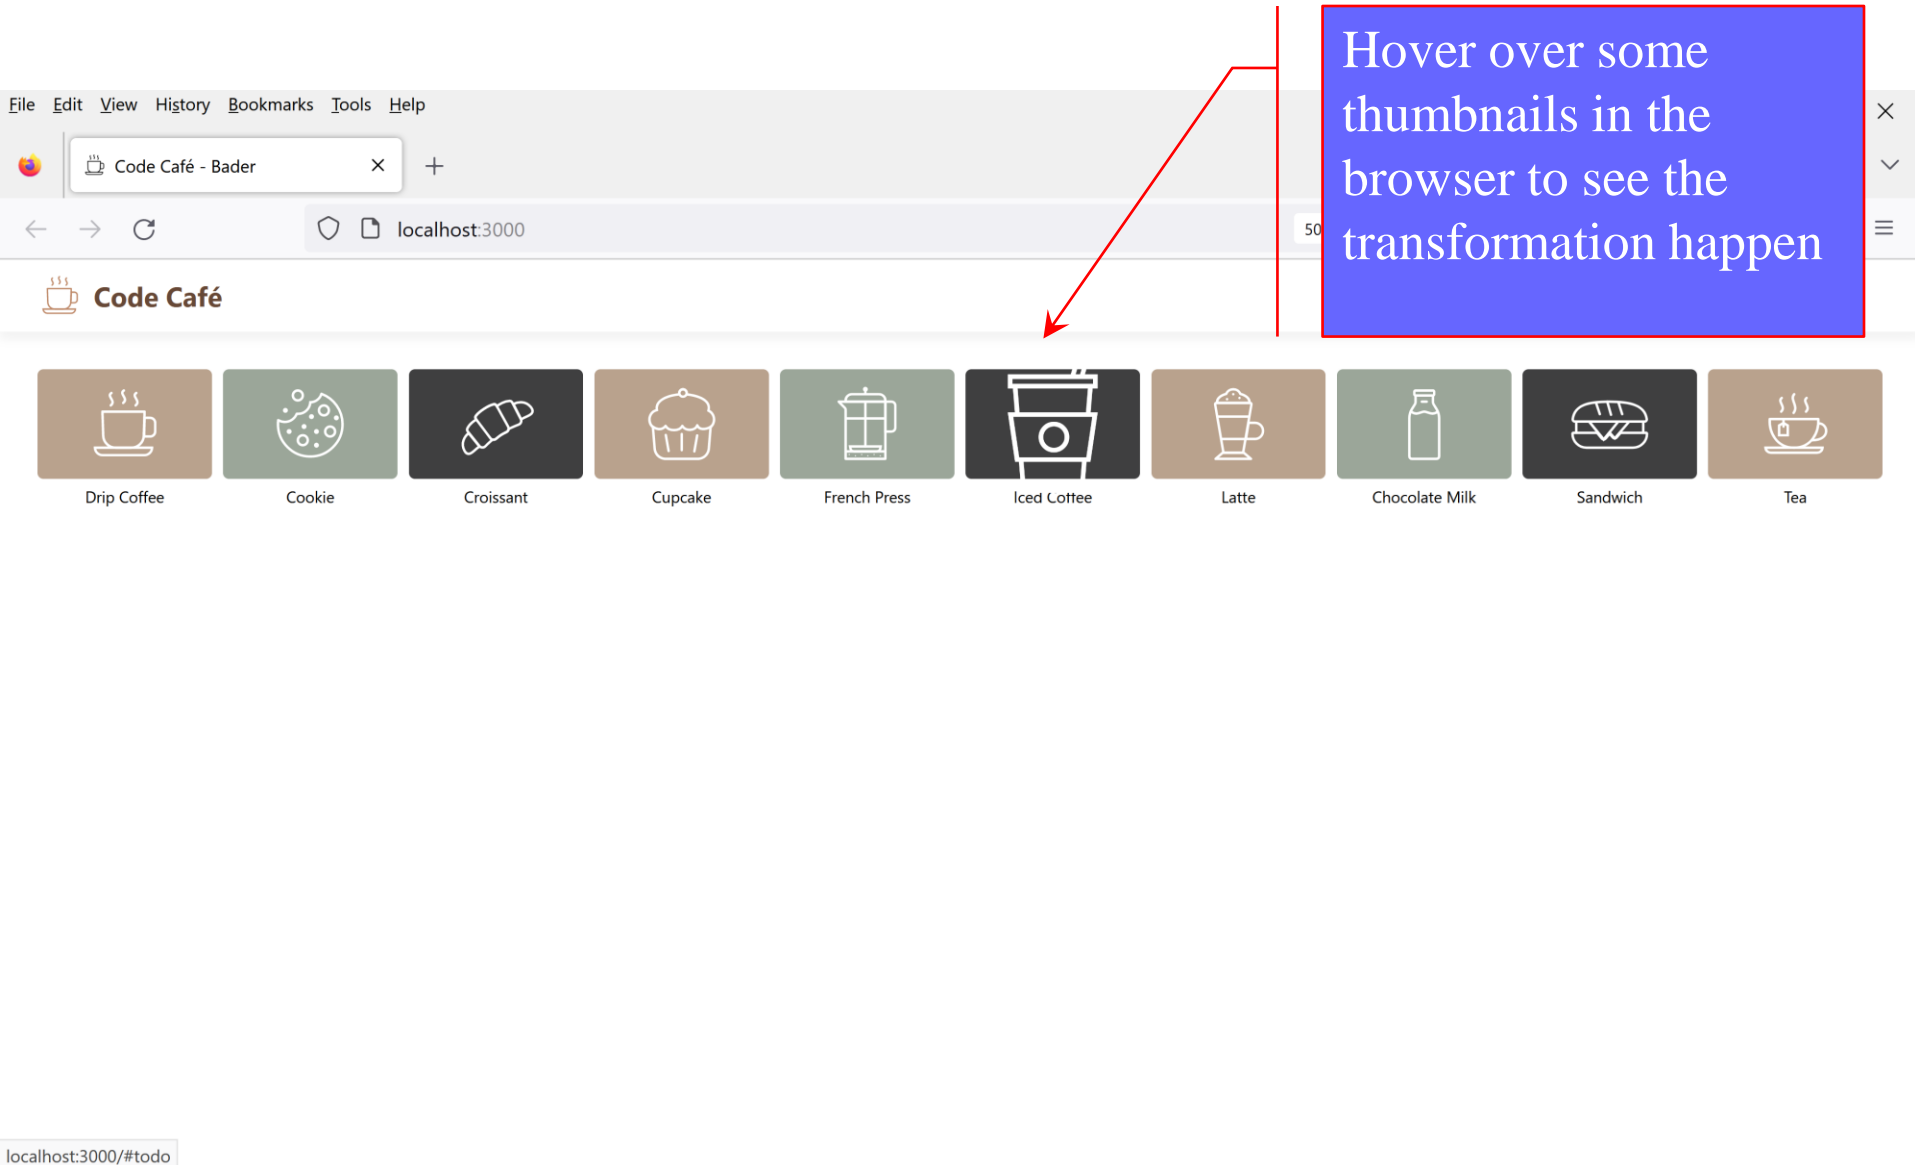 Hover over some
thumbnails in the
browser to see the
transformation happen
File Edit View History Bookmarks Tools Help
Code Café - Bader
localhost:3000
50
Code Café
Drip Coffee Cookie Croissant Cupcake French Press Iced Coffee Latte Chocolate Milk Sandwich Tea
localhost:3000/#todo